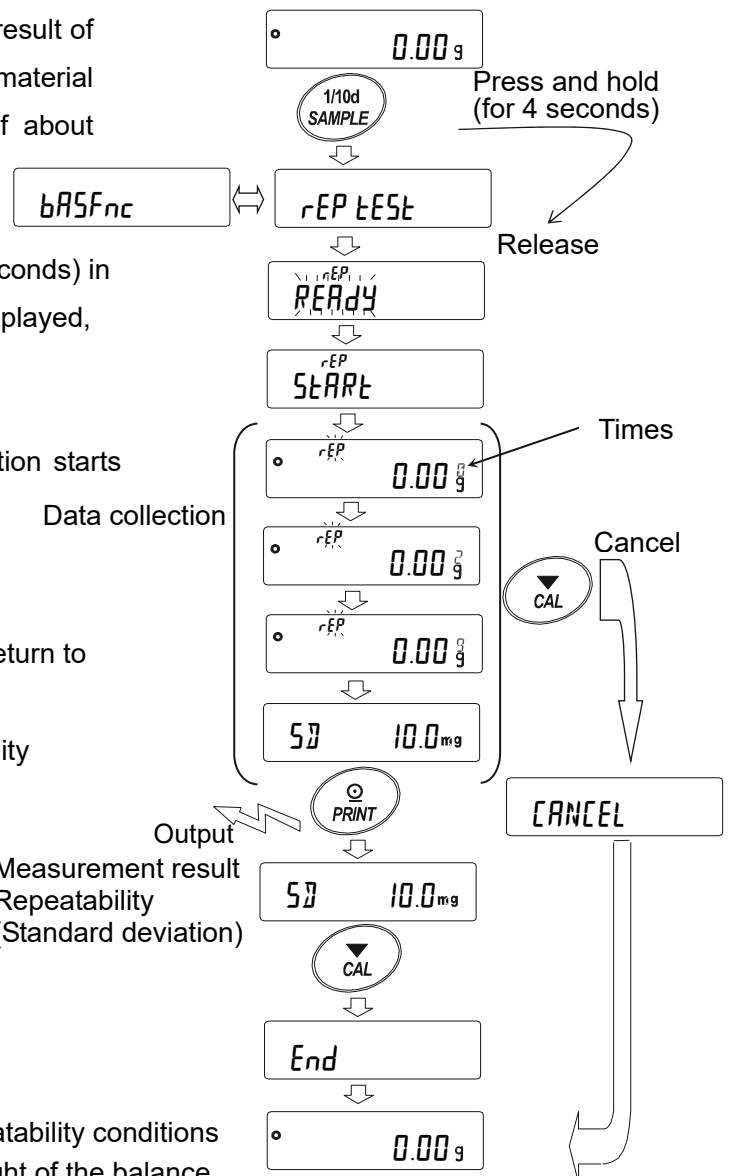 result of
0.00 g
material
1/10d
SAMPLE
Press and hold
(for 4 seconds)
f about
bASFnc
rEP tESt
Release
conds) in
rEP
REAdY
played,
rEP
StARt
Times
tion starts
rEP
0.00 g
Data collection
rEP
0.00 g
2
Cancel
CAL
rEP
0.00 g
9
eturn to
SD 10.0 mg
ity
PRINT
CANCEL
Output
Measurement result
Repeatability
(Standard deviation)
SD 10.0 mg
CAL
End
atability conditions
0.00 g
ght of the balance